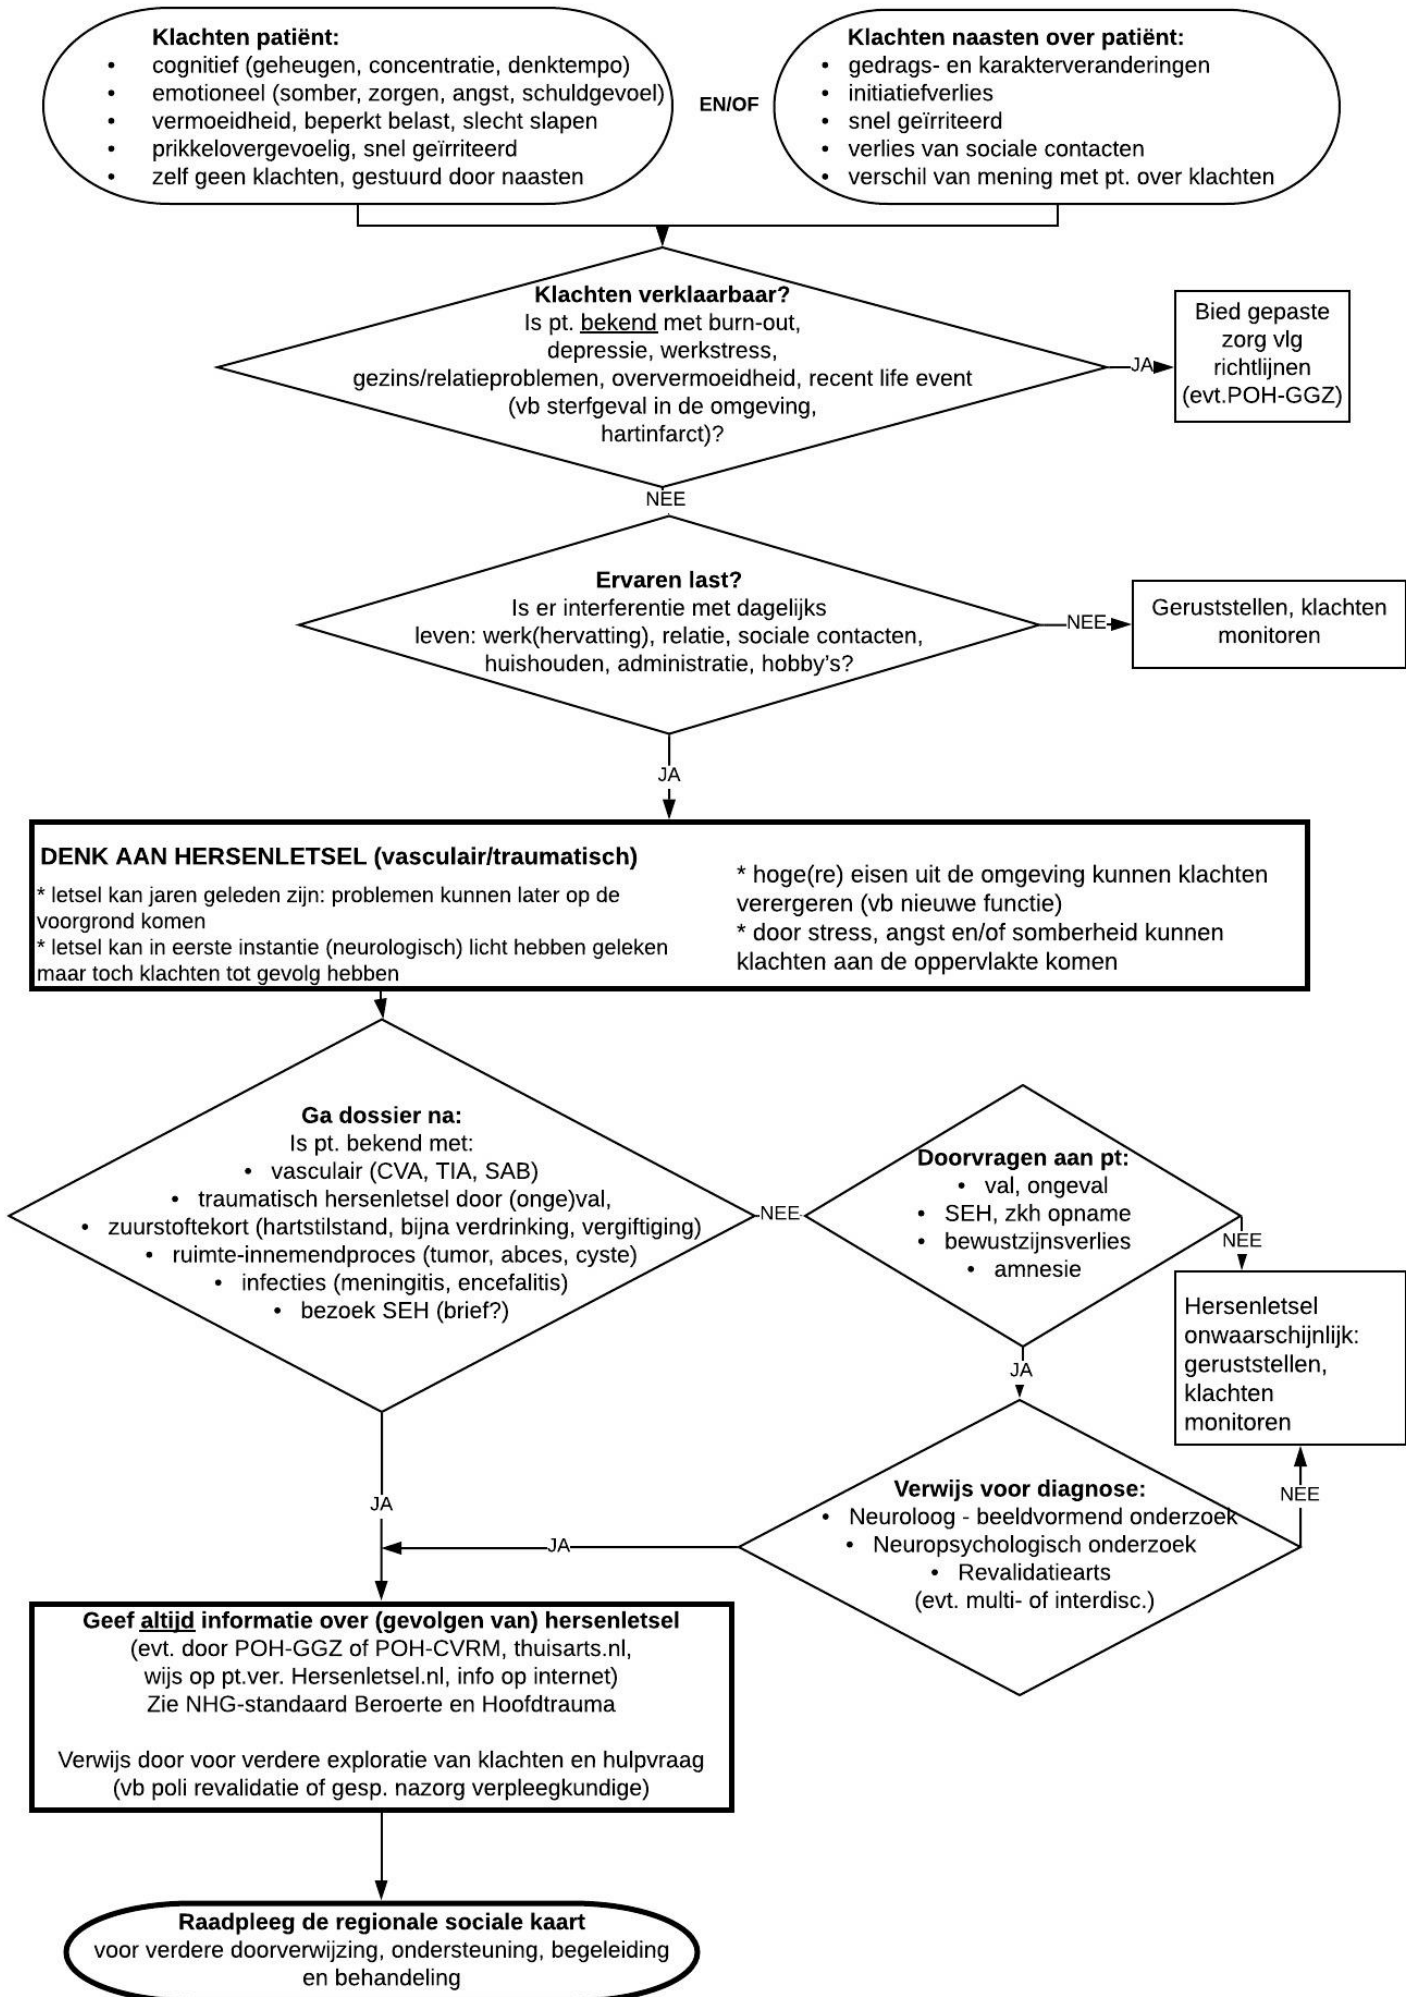 Klachten patiënt:
• cognitief (geheugen, concentratie, denktempo)
• emotioneel (somber, zorgen, angst, schuldgevoel)
• vermoeidheid, beperkt belast, slecht slapen
• prikkelovergevoelig, snel geïrriteerd
• zelf geen klachten, gestuurd door naasten
EN/OF
Klachten naasten over patiënt:
• gedrags- en karakterveranderingen
• initiatiefverlies
• snel geïrriteerd
• verlies van sociale contacten
• verschil van mening met pt. over klachten
Klachten verklaarbaar?
Is pt. bekend met burn-out,
depressie, werkstress,
gezins/relatieproblemen, oververmoeidheid, recent life event
(vb sterfgeval in de omgeving,
hartinfarct)?
JA
Bied gepaste
zorg vlg
richtlijnen
(evt.POH-GGZ)
NEE
Ervaren last?
Is er interferentie met dagelijks
leven: werk(hervatting), relatie, sociale contacten,
huishouden, administratie, hobby's?
NEE
Geruststellen, klachten
monitoren
JA
DENK AAN HERSENLETSEL (vasculair/traumatisch)
* letsel kan jaren geleden zijn: problemen kunnen later op de
voorgrond komen
* letsel kan in eerste instantie (neurologisch) licht hebben geleken
maar toch klachten tot gevolg hebben
* hoge(re) eisen uit de omgeving kunnen klachten
verergeren (vb nieuwe functie)
* door stress, angst en/of somberheid kunnen
klachten aan de oppervlakte komen
Ga dossier na:
Is pt. bekend met:
• vasculair (CVA, TIA, SAB)
• traumatisch hersenletsel door (onge)val,
• zuurstoftekort (hartstilstand, bijna verdrinking, vergiftiging)
• ruimte-innemendproces (tumor, abces, cyste)
• infecties (meningitis, encefalitis)
• bezoek SEH (brief?)
NEE
Doorvragen aan pt:
• val, ongeval
• SEH, zkh opname
• bewustzijnsverlies
• amnesie
NEE
Hersenletsel
onwaarschijnlijk:
geruststellen,
klachten
monitoren
JA
Verwijs voor diagnose:
• Neuroloog - beeldvormend onderzoek
• Neuropsychologisch onderzoek
• Revalidatiearts
(evt. multi- of interdisc.)
NEE
JA
JA
Geef altijd informatie over (gevolgen van) hersenletsel
(evt. door POH-GGZ of POH-CVRM, thuisarts.nl,
wijs op pt.ver. Hersenletsel.nl, info op internet)
Zie NHG-standaard Beroerte en Hoofdtrauma
Verwijs door voor verdere exploratie van klachten en hulpvraag
(vb poli revalidatie of gesp. nazorg verpleegkundige)
Raadpleeg de regionale sociale kaart
voor verdere doorverwijzing, ondersteuning, begeleiding
en behandeling